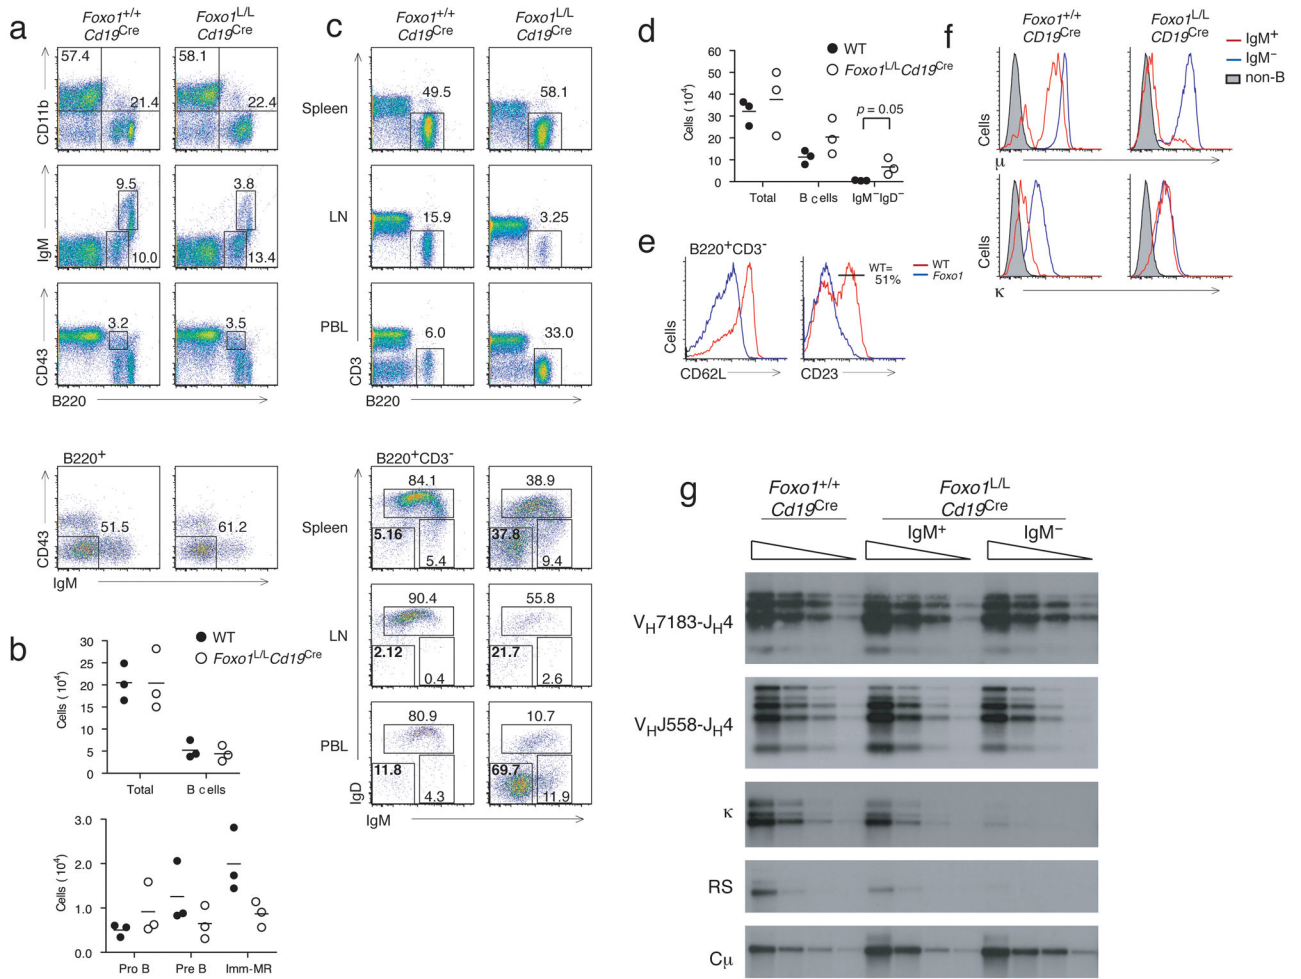 a
Foxo1+/+
Cd19Cre
Foxo1L/L
Cd19Cre
57.4
21.4
58.1
22.4
CD11b
9.5
10.0
3.8
13.4
IgM
3.2
3.5
CD43
B220
B220+
51.5
61.2
CD43
IgM
b
WT
Foxo1L/LCd19Cre
Cells (104)
30
25
20
15
10
5
0
Total
B cells
Cells (104)
3.0
2.0
1.0
0.0
Pro B
Pre B
Imm-MR
c
Foxo1+/+
Cd19Cre
Foxo1L/L
Cd19Cre
Spleen
49.5
58.1
LN
15.9
3.25
PBL
6.0
33.0
CD3
B220
B220+CD3-
Spleen
84.1
5.16
5.4
38.9
37.8
9.4
LN
90.4
2.12
0.4
55.8
21.7
2.6
PBL
80.9
11.8
4.3
10.7
69.7
11.9
IgD
IgM
d
WT
Foxo1L/LCd19Cre
Cells (104)
60
50
40
30
20
10
0
p = 0.05
Total
B cells
IgM−IgD−
e
B220+CD3-
WT=
51%
WT
Foxo1
Cells
CD62L
CD23
f
Foxo1+/+
CD19Cre
Foxo1L/L
CD19Cre
IgM+
IgM−
non-B
Cells
μ
Cells
κ
g
Foxo1+/+
Cd19Cre
Foxo1L/L
Cd19Cre
IgM+
IgM−
VH7183-JH4
VHJ558-JH4
κ
RS
Cμ